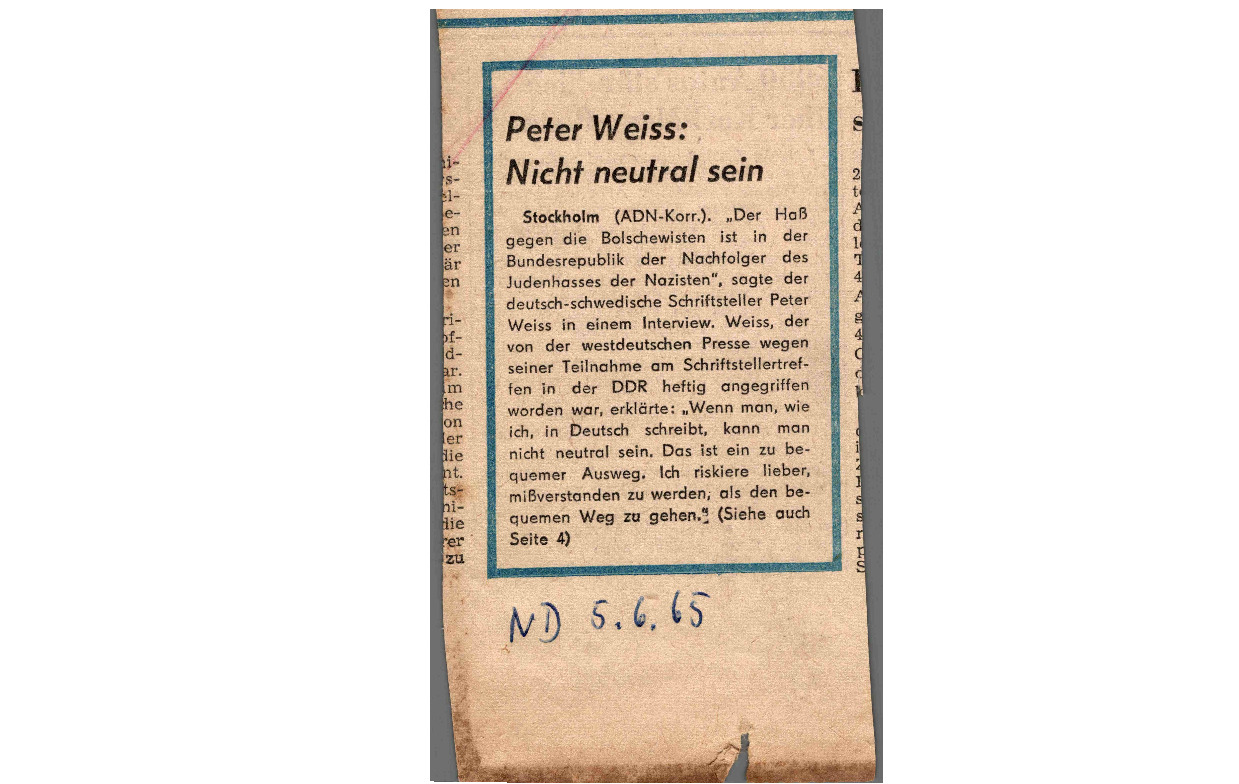 Peter Weiss:
Nicht neutral sein
Stockholm (ADN-Korr.). „Der Haß
gegen die Bolschewisten ist in der
Bundesrepublik der Nachfolger des
Judenhasses der Nazisten“, sagte der
deutsch-schwedische Schriftsteller Peter
Weiss in einem Interview. Weiss, der
von der westdeutschen Presse wegen
seiner Teilnahme am Schriftstellertref-
fen in der DDR heftig angegriffen
worden war, erklärte: „Wenn man, wie
ich, in Deutsch schreibt, kann man
nicht neutral sein. Das ist ein zu be-
quemer Ausweg. Ich riskiere lieber,
mißverstanden zu werden, als den be-
quemen Weg zu gehen.“ (Siehe auch
Seite 4)
ND 5.6.65